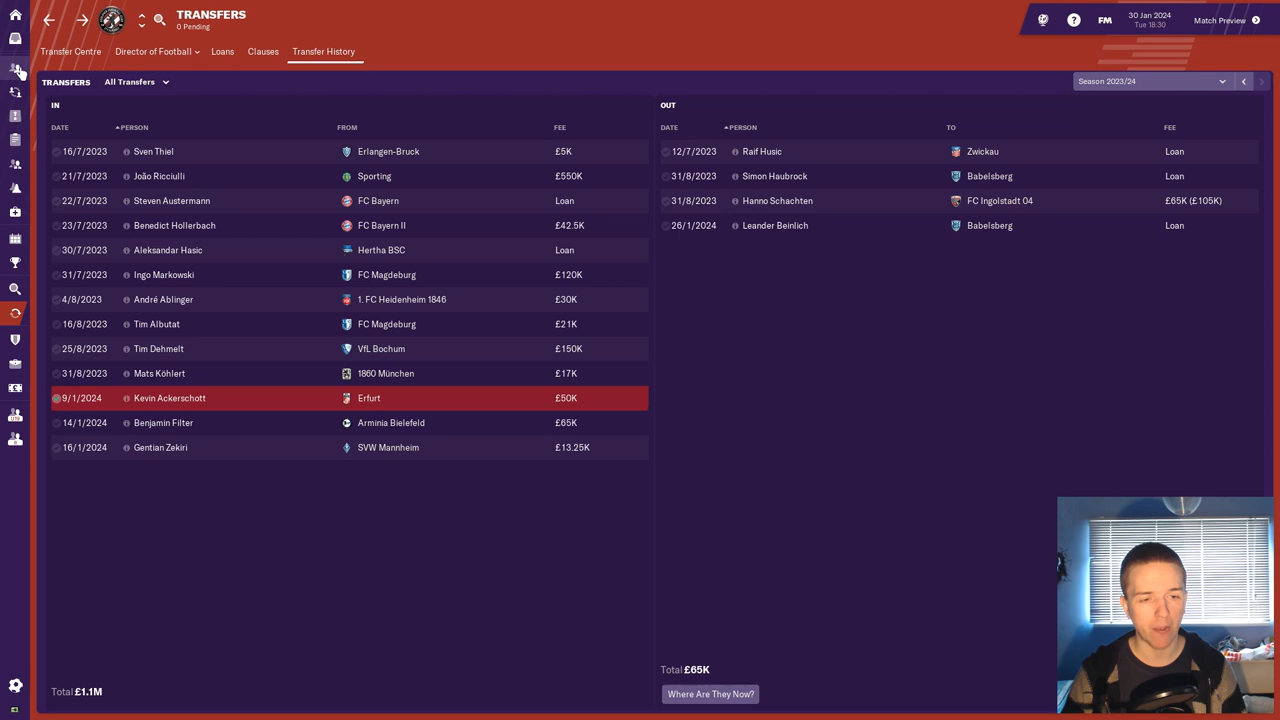 TRANSFERS
0 Pending
FM
30 Jan 2024
Tue 18:30
Match Preview
Transfer Centre
Director of Football
Loans
Clauses
Transfer History
TRANSFERS
All Transfers
Season 2023/24
IN
DATE PERSON FROM FEE
16/7/2023 Sven Thiel Erlangen-Bruck £5K
21/7/2023 João Ricciulli Sporting £550K
22/7/2023 Steven Austermann FC Bayern Loan
23/7/2023 Benedict Hollerbach FC Bayern II £42.5K
30/7/2023 Aleksandar Hasic Hertha BSC Loan
31/7/2023 Ingo Markowski FC Magdeburg £120K
4/8/2023 André Ablinger 1. FC Heidenheim 1846 £30K
16/8/2023 Tim Albutat FC Magdeburg £21K
25/8/2023 Tim Dehmelt VfL Bochum £150K
31/8/2023 Mats Köhlert 1860 München £17K
9/1/2024 Kevin Ackerschott Erfurt £50K
14/1/2024 Benjamin Filter Arminia Bielefeld £65K
16/1/2024 Gentian Zekiri SVW Mannheim £13.25K
Total £1.1M
OUT
DATE PERSON TO FEE
12/7/2023 Raif Husic Zwickau Loan
31/8/2023 Simon Haubrock Babelsberg Loan
31/8/2023 Hanno Schachten FC Ingolstadt 04 £65K (£105K)
26/1/2024 Leander Beinlich Babelsberg Loan
Total £65K
Where Are They Now?